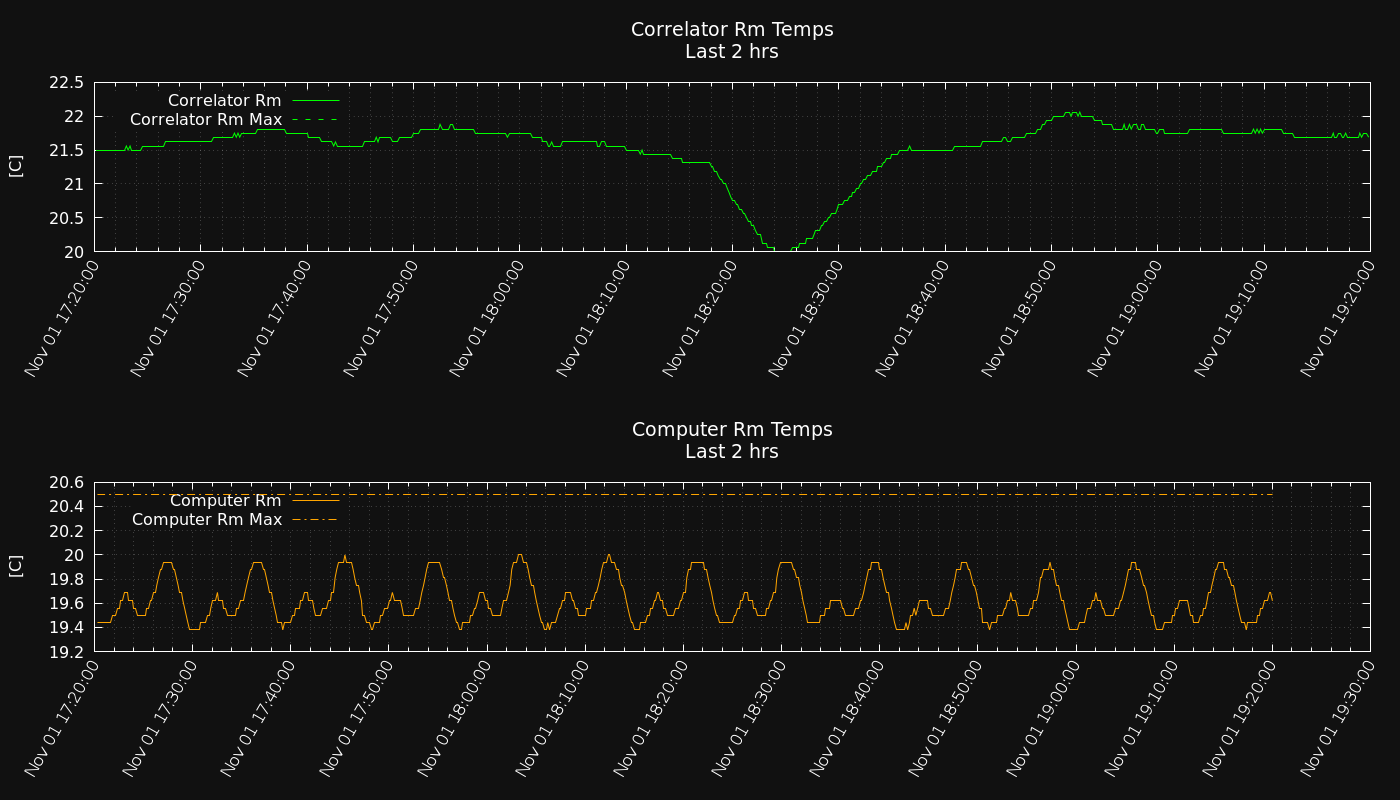 Correlator Rm Temps
Last 2 hrs
22.5
22
21.5
21
20.5
20
[C]
Correlator Rm
Correlator Rm Max
Nov 01 17:20:00
Nov 01 17:30:00
Nov 01 17:40:00
Nov 01 17:50:00
Nov 01 18:00:00
Nov 01 18:10:00
Nov 01 18:20:00
Nov 01 18:30:00
Nov 01 18:40:00
Nov 01 18:50:00
Nov 01 19:00:00
Nov 01 19:10:00
Nov 01 19:20:00
Computer Rm Temps
Last 2 hrs
20.6
20.4
20.2
20
19.8
19.6
19.4
19.2
[C]
Computer Rm
Computer Rm Max
Nov 01 17:20:00
Nov 01 17:30:00
Nov 01 17:40:00
Nov 01 17:50:00
Nov 01 18:00:00
Nov 01 18:10:00
Nov 01 18:20:00
Nov 01 18:30:00
Nov 01 18:40:00
Nov 01 18:50:00
Nov 01 19:00:00
Nov 01 19:10:00
Nov 01 19:20:00
Nov 01 19:30:00